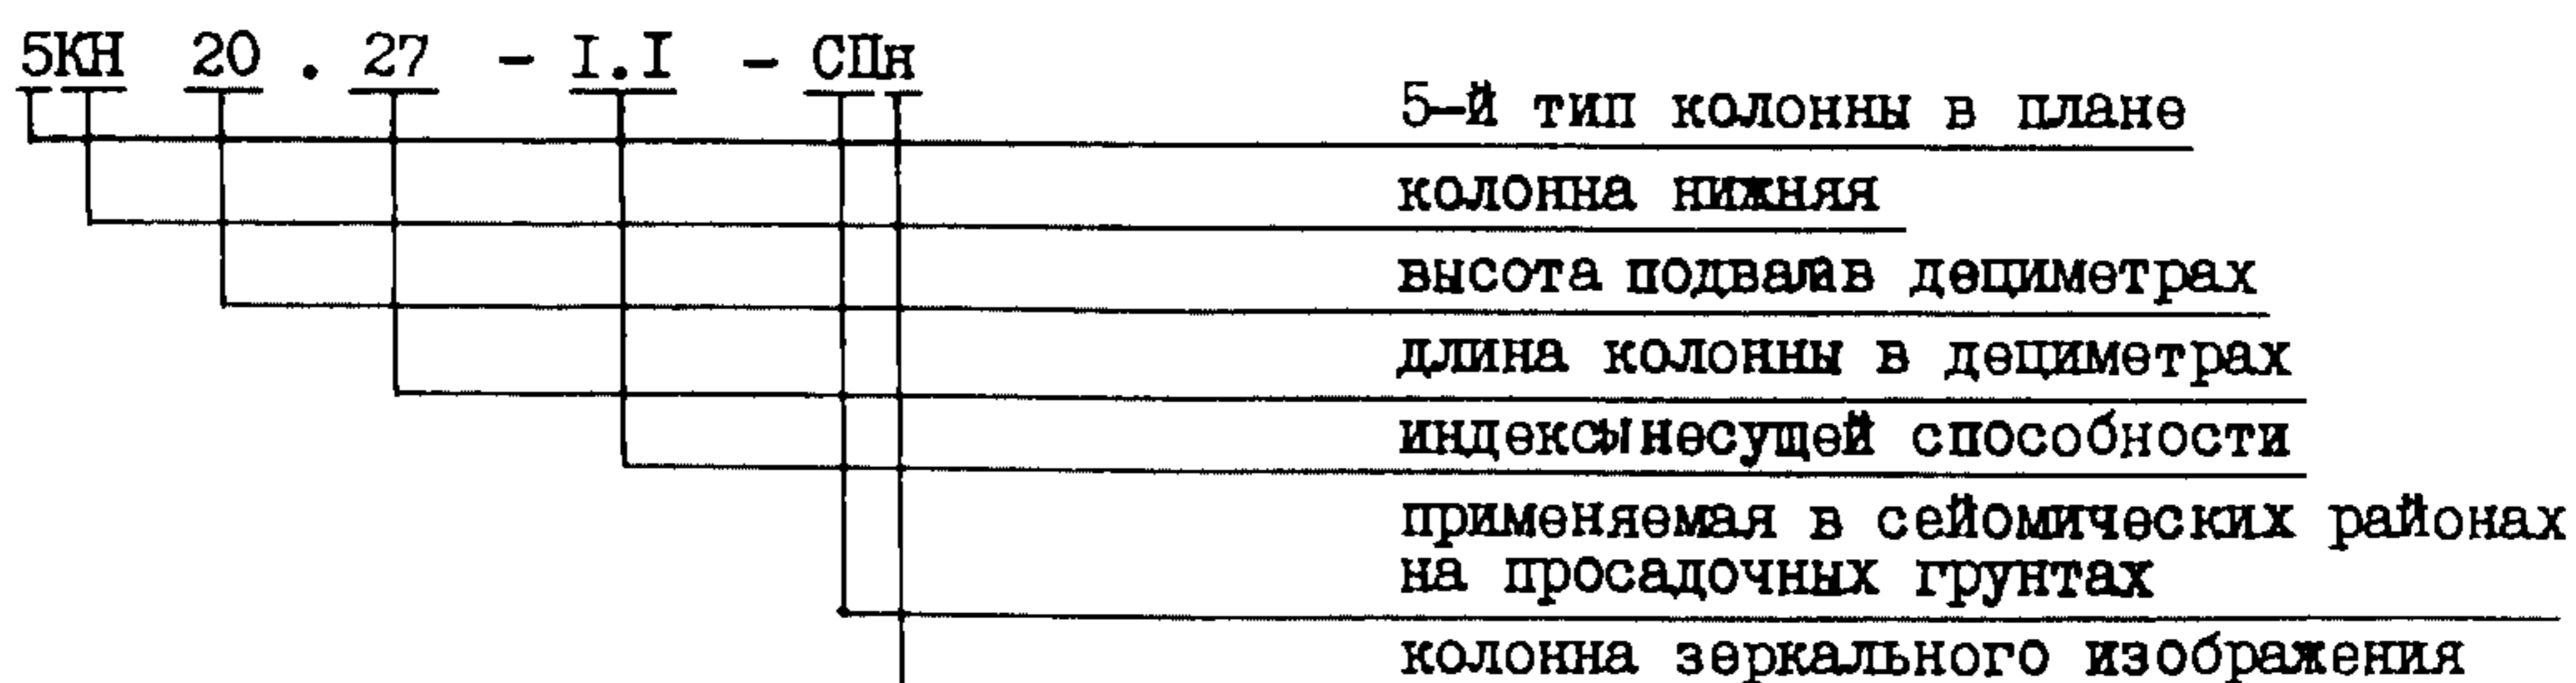 5КН 20 . 27 - I.I - СПн
5-й тип колонны в плане
колонна нижняя
высота подвала в дециметрах
длина колонны в дециметрах
индексы несущей способности
применяемая в сейомических районах
на просадочных грунтах
колонна зеркального изображения